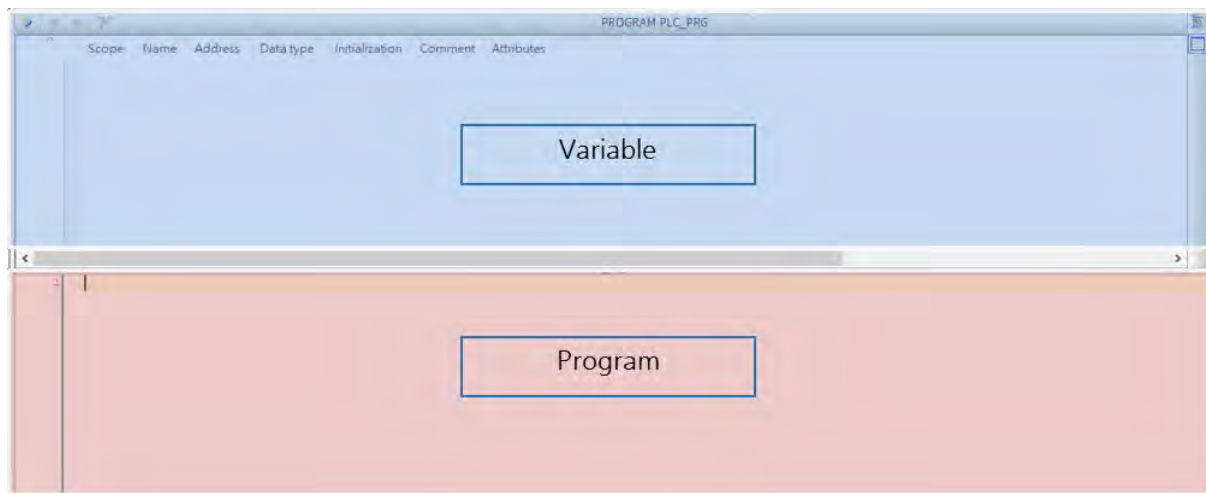 PROGRAM PLC_PRG
Scope Name Address Data type Initialization Comment Attributes
Variable
1
Program